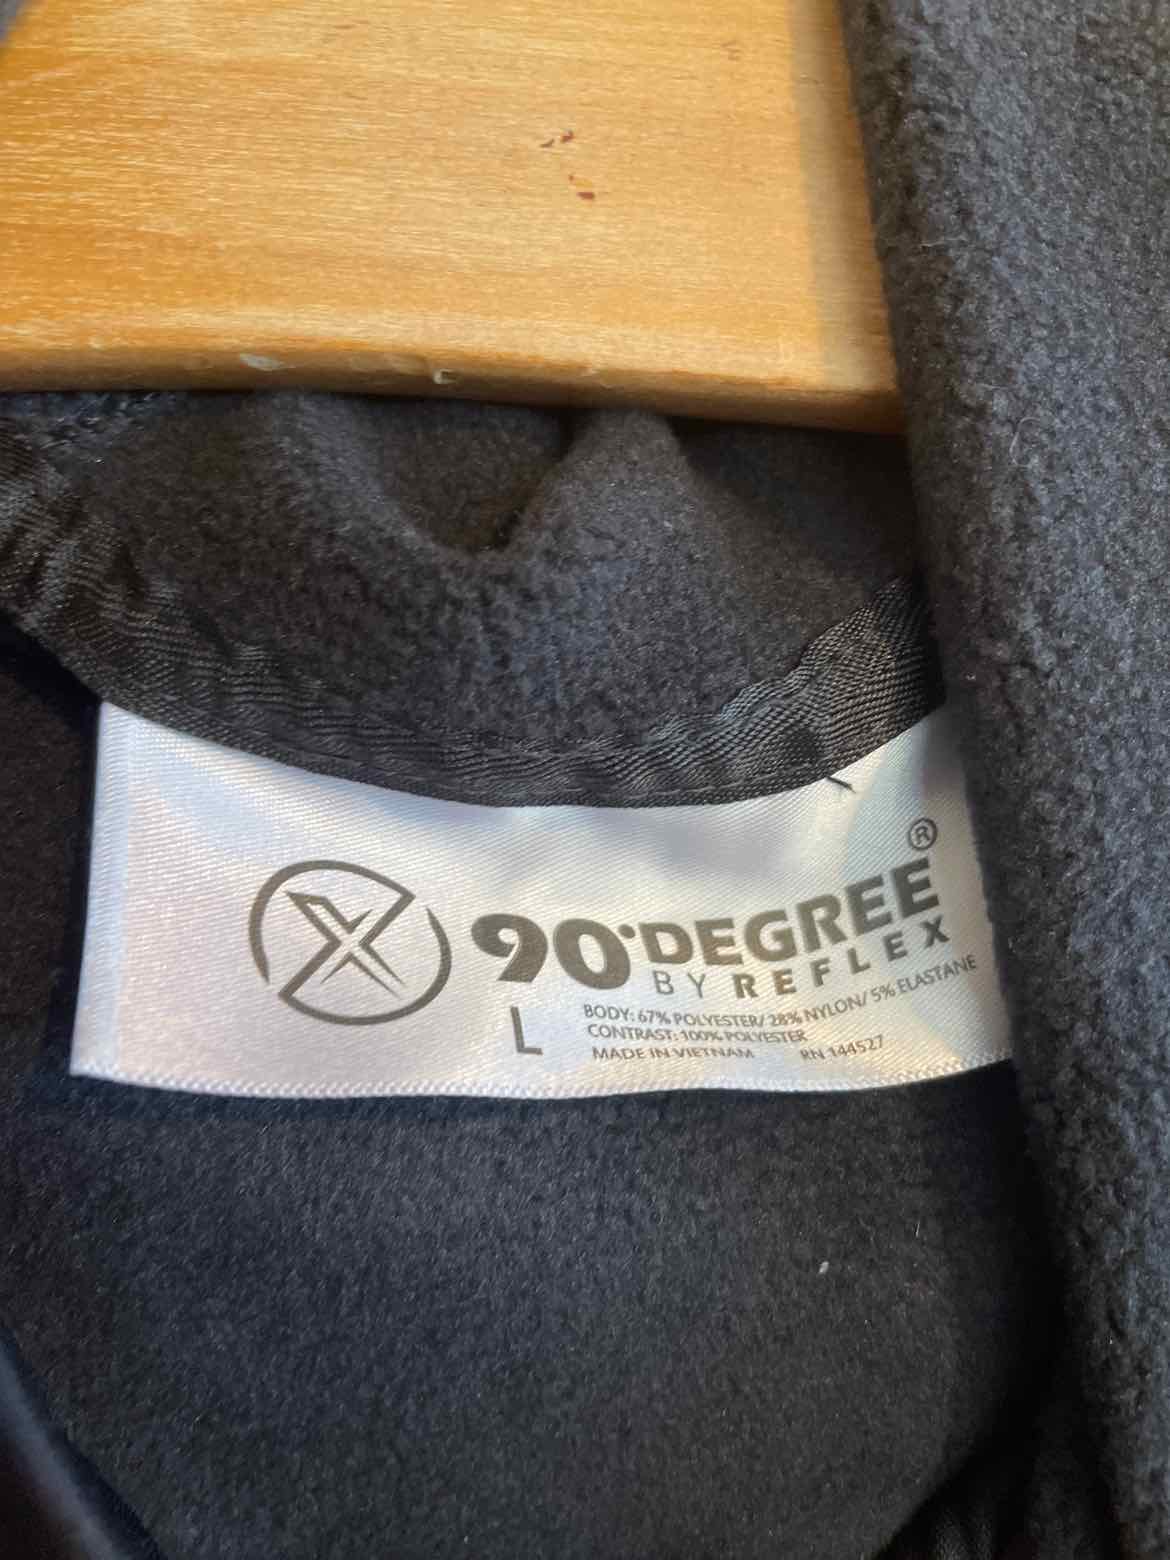 90°DEGREE®
BY REFLEX
L
BODY: 67% POLYESTER/ 28% NYLON/ 5% ELASTANE
CONTRAST: 100% POLYESTER
MADE IN VIETNAM RN 144527